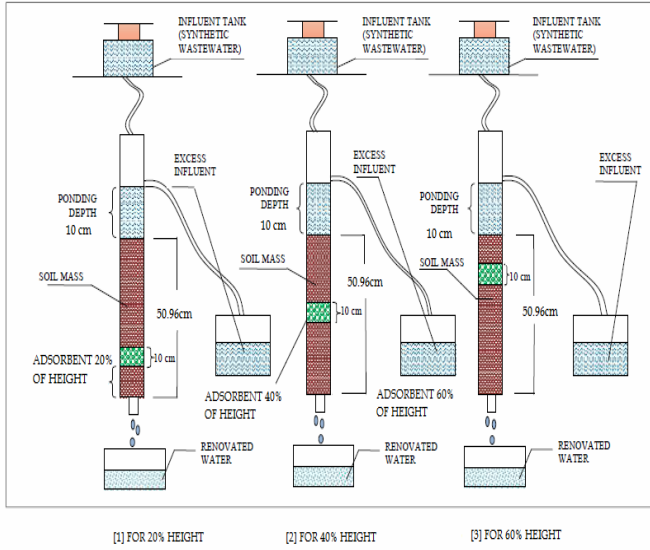 INFLUENT TANK
(SYNTHETIC
WASTEWATER)
EXCESS
INFLUENT
PONDING
DEPTH
10 cm
SOIL MASS
50.96cm
10 cm
ADSORBENT 20%
OF HEIGHT
RENOVATED
WATER
[1] FOR 20% HEIGHT
INFLUENT TANK
(SYNTHETIC
WASTEWATER)
EXCESS
INFLUENT
PONDING
DEPTH
10 cm
SOIL MASS
50.96cm
10 cm
ADSORBENT 40%
OF HEIGHT
RENOVATED
WATER
[2] FOR 40% HEIGHT
INFLUENT TANK
(SYNTHETIC
WASTEWATER)
EXCESS
INFLUENT
PONDING
DEPTH
10 cm
SOIL MASS
10 cm
50.96cm
ADSORBENT 60%
OF HEIGHT
RENOVATED
WATER
[3] FOR 60% HEIGHT